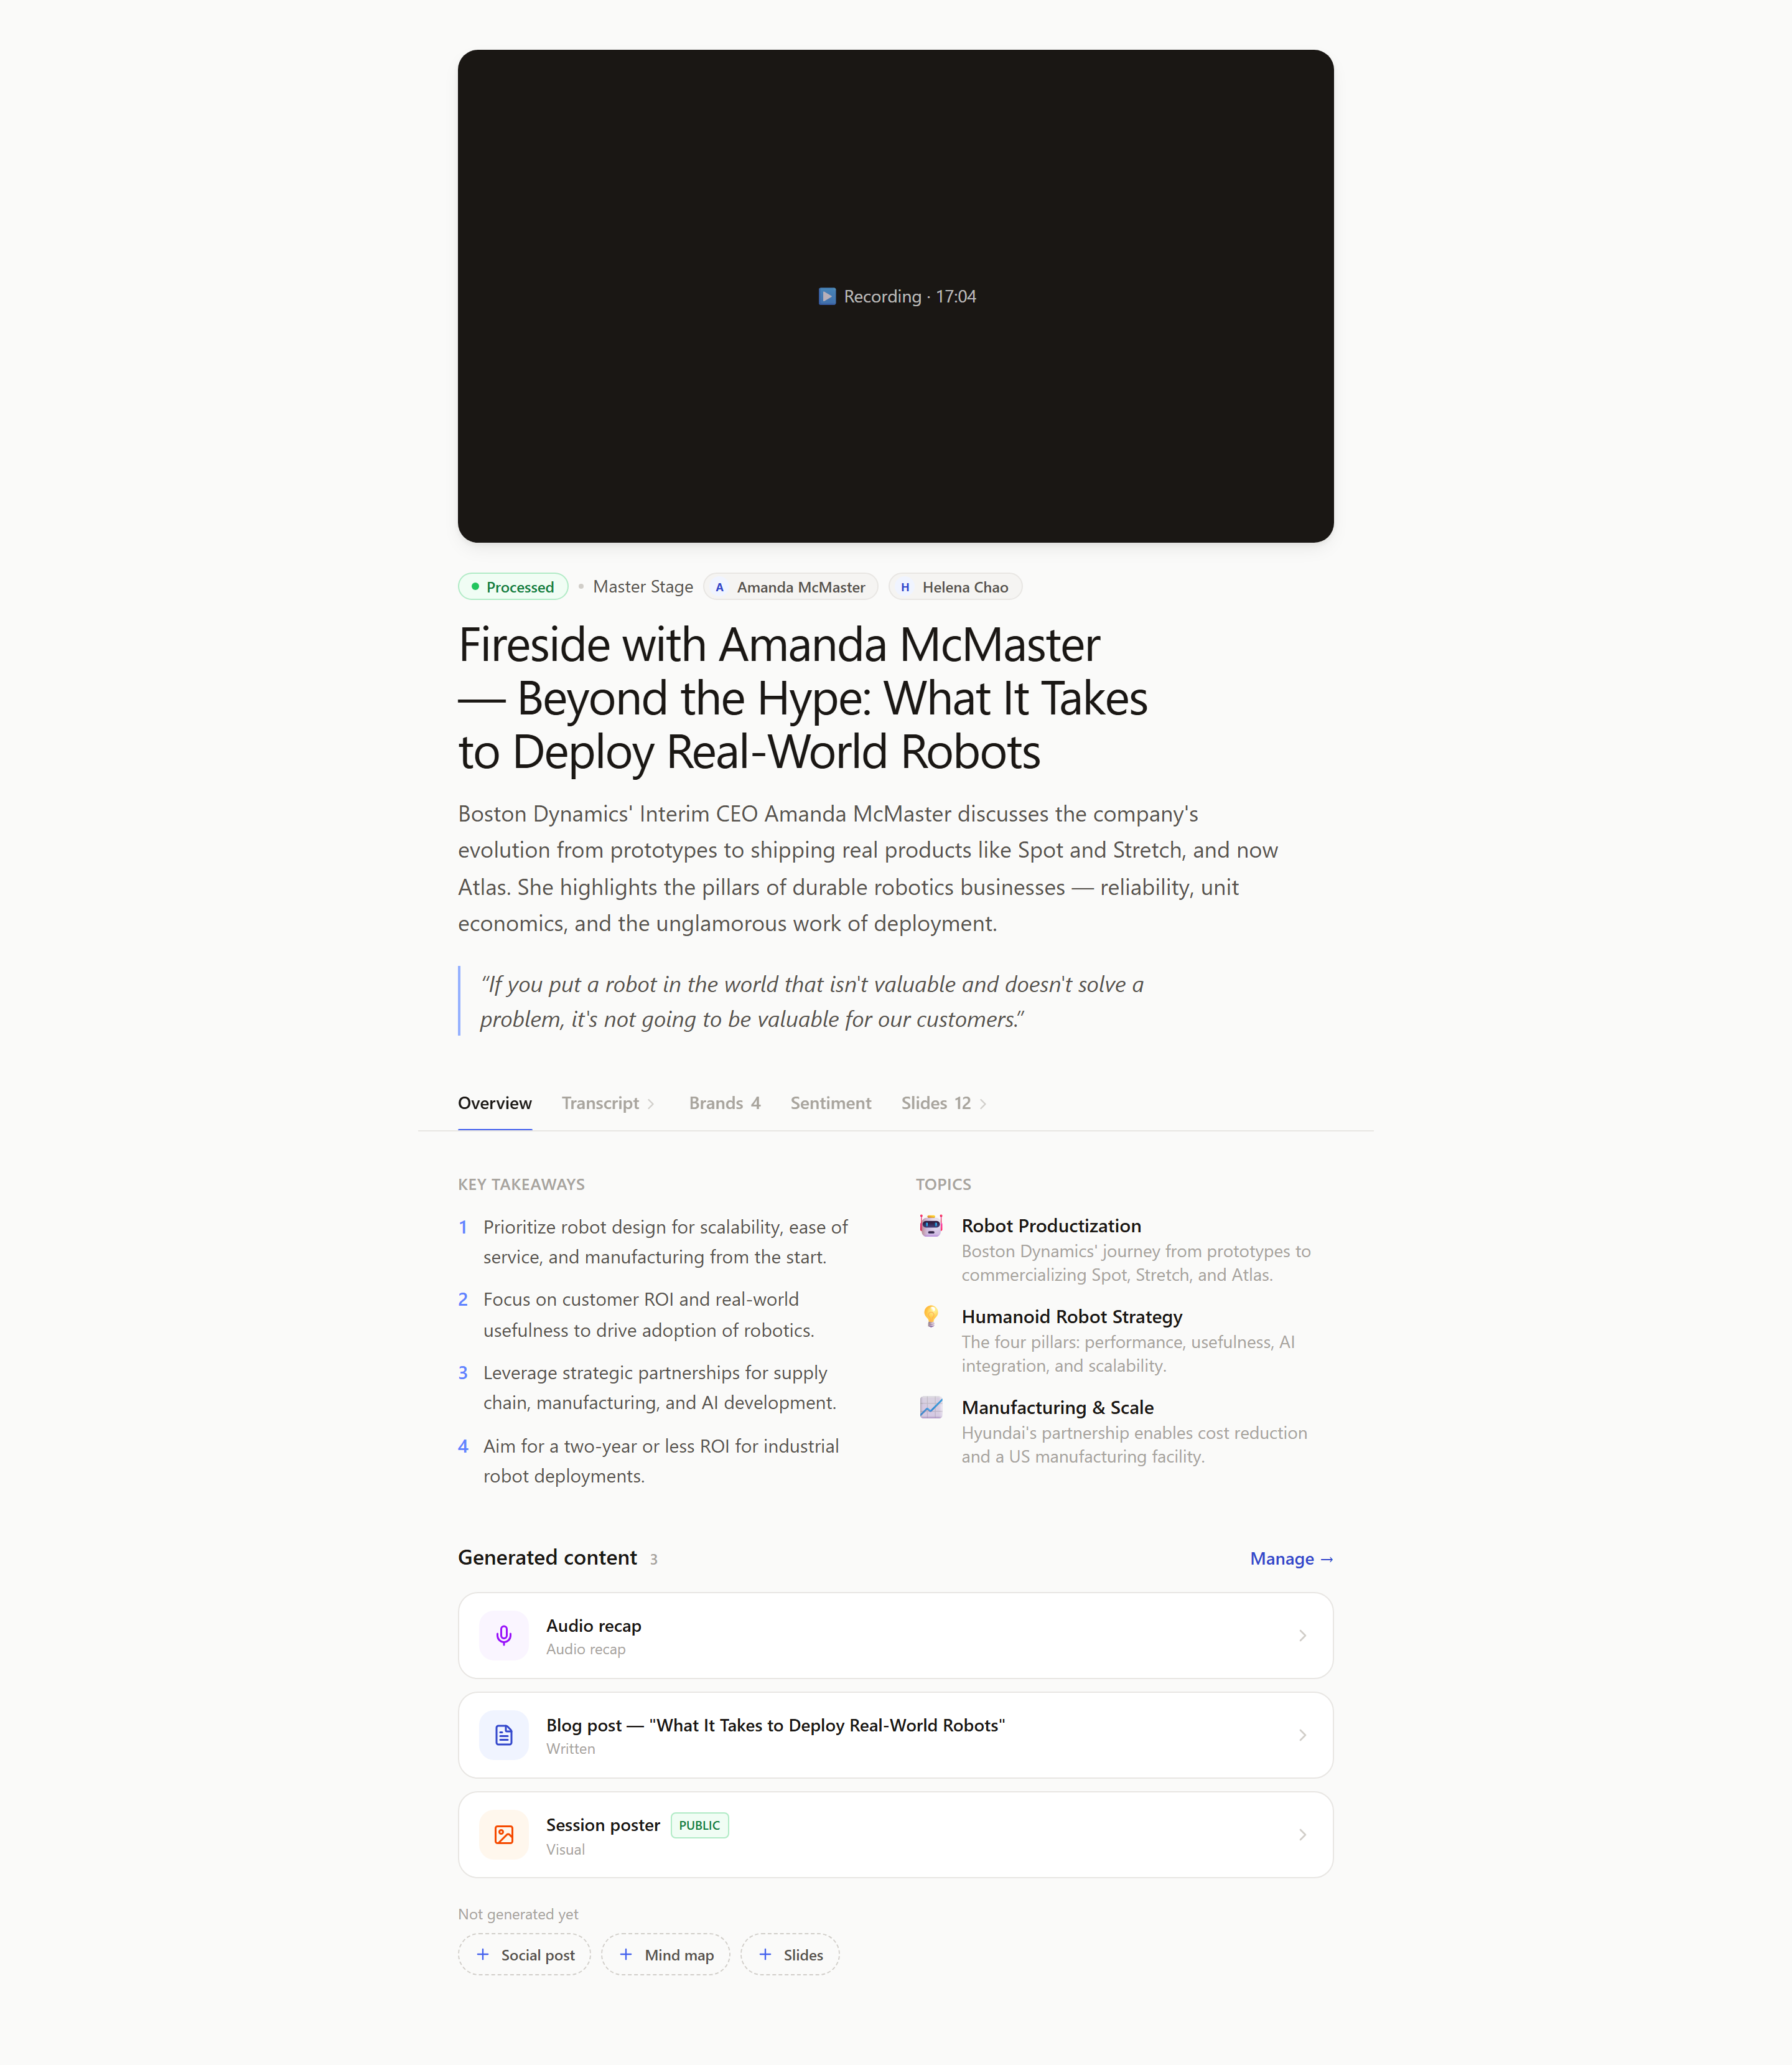 Recording · 17:04
Processed • Master Stage A Amanda McMaster H Helena Chao
Fireside with Amanda McMaster
— Beyond the Hype: What It Takes
to Deploy Real-World Robots
Boston Dynamics' Interim CEO Amanda McMaster discusses the company's
evolution from prototypes to shipping real products like Spot and Stretch, and now
Atlas. She highlights the pillars of durable robotics businesses — reliability, unit
economics, and the unglamorous work of deployment.
“If you put a robot in the world that isn't valuable and doesn't solve a
problem, it's not going to be valuable for our customers.”
Overview Transcript Brands 4 Sentiment Slides 12
KEY TAKEAWAYS
1 Prioritize robot design for scalability, ease of
service, and manufacturing from the start.
2 Focus on customer ROI and real-world
usefulness to drive adoption of robotics.
3 Leverage strategic partnerships for supply
chain, manufacturing, and AI development.
4 Aim for a two-year or less ROI for industrial
robot deployments.
TOPICS
Robot Productization
Boston Dynamics' journey from prototypes to
commercializing Spot, Stretch, and Atlas.
Humanoid Robot Strategy
The four pillars: performance, usefulness, AI
integration, and scalability.
Manufacturing & Scale
Hyundai's partnership enables cost reduction
and a US manufacturing facility.
Generated content 3
Manage →
Audio recap
Audio recap
Blog post — "What It Takes to Deploy Real-World Robots"
Written
Session poster PUBLIC
Visual
Not generated yet
+ Social post + Mind map + Slides